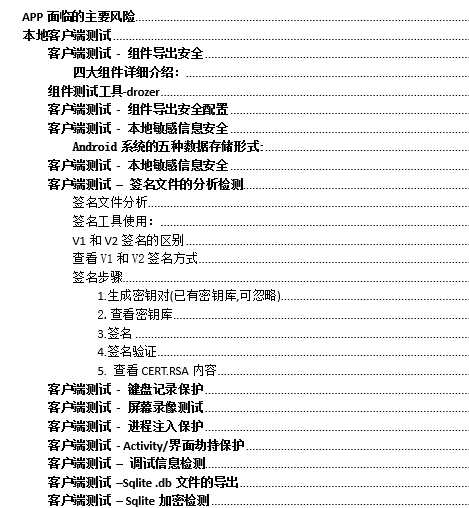 APP 面临的主要风险
本地客户端测试
客户端测试 - 组件导出安全
四大组件详细介绍：
组件测试工具-drozer
客户端测试 - 组件导出安全配置
客户端测试 - 本地敏感信息安全
Android 系统的五种数据存储形式:
客户端测试 - 本地敏感信息安全
客户端测试 – 签名文件的分析检测
签名文件分析
签名工具使用：
V1 和 V2 签名的区别
查看 V1 和 V2 签名方式
签名步骤
1.生成密钥对(已有密钥库,可忽略)
2. 查看密钥库
3.签名
4.签名验证
5. 查看 CERT.RSA 内容
客户端测试 - 键盘记录保护
客户端测试 - 屏幕录像测试
客户端测试 - 进程注入保护
客户端测试 - Activity/界面劫持保护
客户端测试 – 调试信息检测
客户端测试 –Sqlite .db 文件的导出
客户端测试 – Sqlite 加密检测